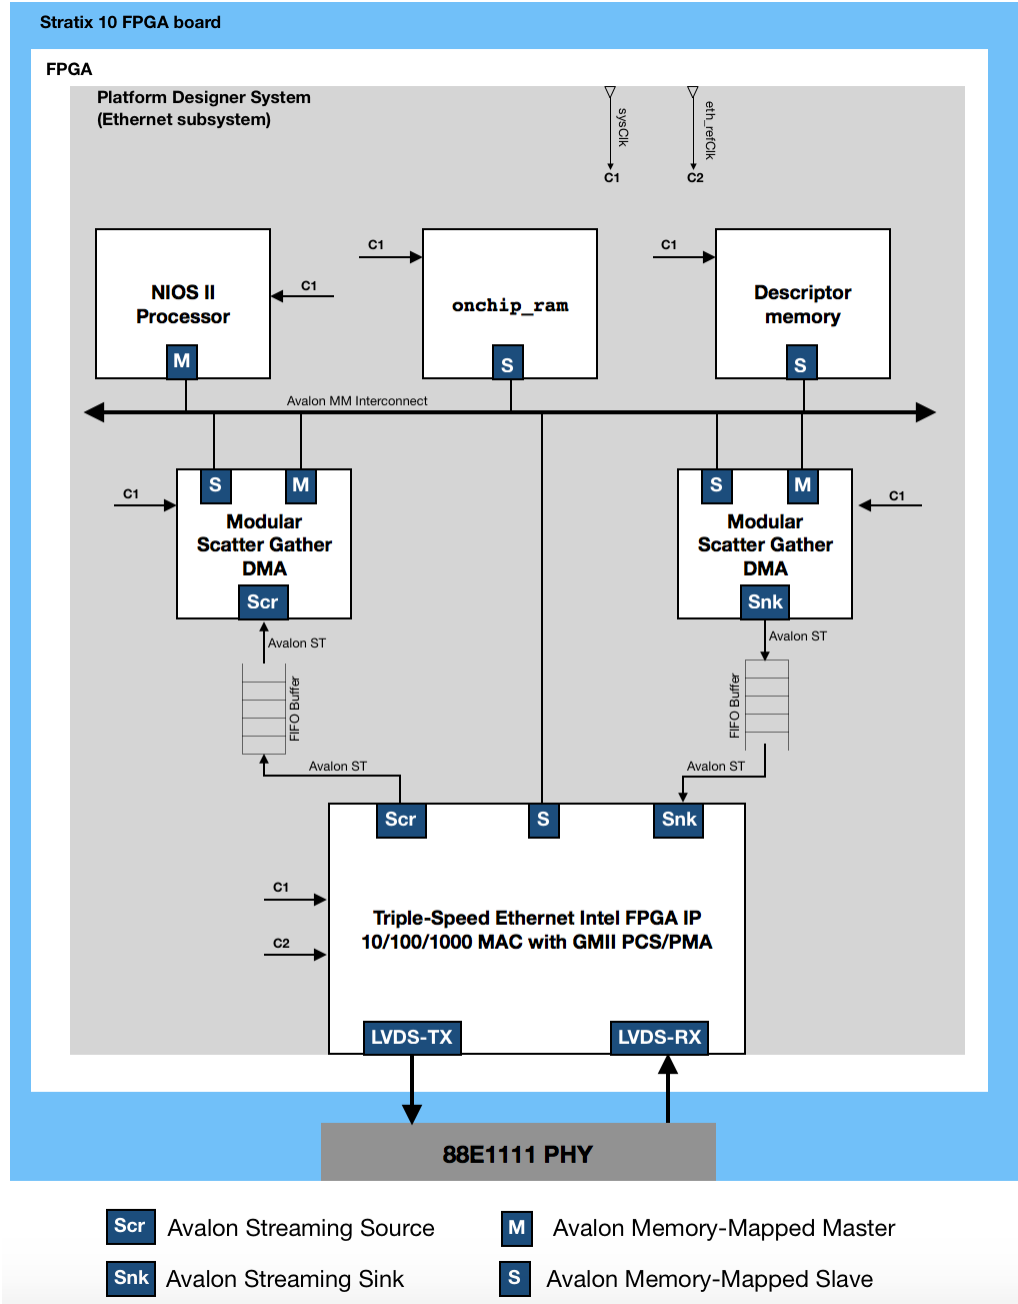 Stratix 10 FPGA board
FPGA
Platform Designer System
(Ethernet subsystem)
sysClk
eth_refClk
C1
C2
C1
C1
C1
NIOS II
Processor
onchip_ram
Descriptor
memory
M
S
S
Avalon MM Interconnect
S
M
S
M
C1
C1
Modular
Scatter Gather
DMA
Modular
Scatter Gather
DMA
Scr
Snk
Avalon ST
Avalon ST
FIFO Buffer
FIFO Buffer
Avalon ST
Avalon ST
Scr
S
Snk
C1
C2
Triple-Speed Ethernet Intel FPGA IP
10/100/1000 MAC with GMII PCS/PMA
LVDS-TX
LVDS-RX
88E1111 PHY
Scr Avalon Streaming Source
M Avalon Memory-Mapped Master
Snk Avalon Streaming Sink
S Avalon Memory-Mapped Slave